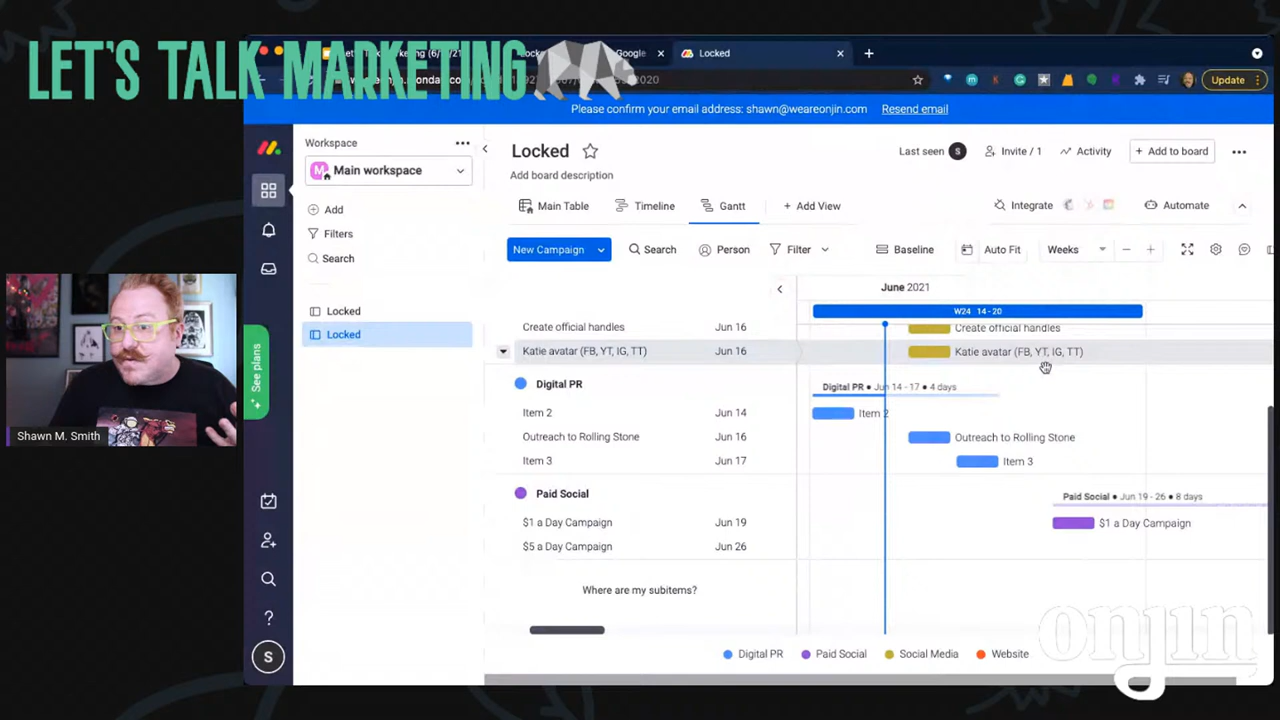 LET'S TALK MARKETING
Google
Locked
Update
Please confirm your email address: shawn@weareonjin.com Resend email
Workspace
M Main workspace
Add
Filters
Search
Locked
Locked
See plans
Locked
Add board description
Last seen S Invite / 1 Activity + Add to board
Main Table Timeline Gantt + Add View Integrate Automate
New Campaign Search Person Filter Baseline Auto Fit Weeks
June 2021
W24 14-20
Create official handles Jun 16 Create official handles
Katie avatar (FB, YT, IG, TT) Jun 16 Katie avatar (FB, YT, IG, TT)
Digital PR Digital PR • Jun 14 - 17 • 4 days
Item 2 Jun 14 Item 2
Outreach to Rolling Stone Jun 16 Outreach to Rolling Stone
Item 3 Jun 17 Item 3
Paid Social Paid Social • Jun 19 - 26 • 8 days
$1 a Day Campaign Jun 19 $1 a Day Campaign
$5 a Day Campaign Jun 26
Where are my subitems?
Digital PR Paid Social Social Media Website
Shawn M. Smith
S
onjin